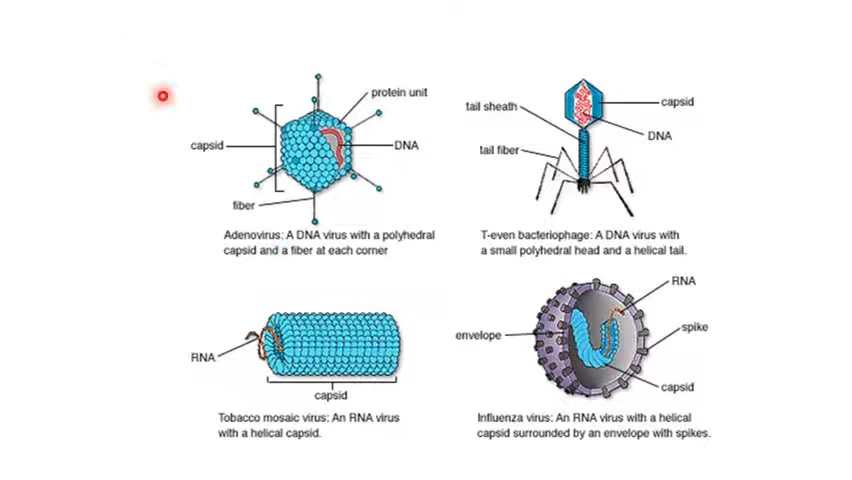 protein unit
capsid
DNA
fiber
Adenovirus: A DNA virus with a polyhedral
capsid and a fiber at each corner
tail sheath
capsid
DNA
tail fiber
T-even bacteriophage: A DNA virus with
a small polyhedral head and a helical tail.
RNA
capsid
Tobacco mosaic virus: An RNA virus
with a helical capsid.
RNA
spike
envelope
capsid
Influenza virus: An RNA virus with a helical
capsid surrounded by an envelope with spikes.